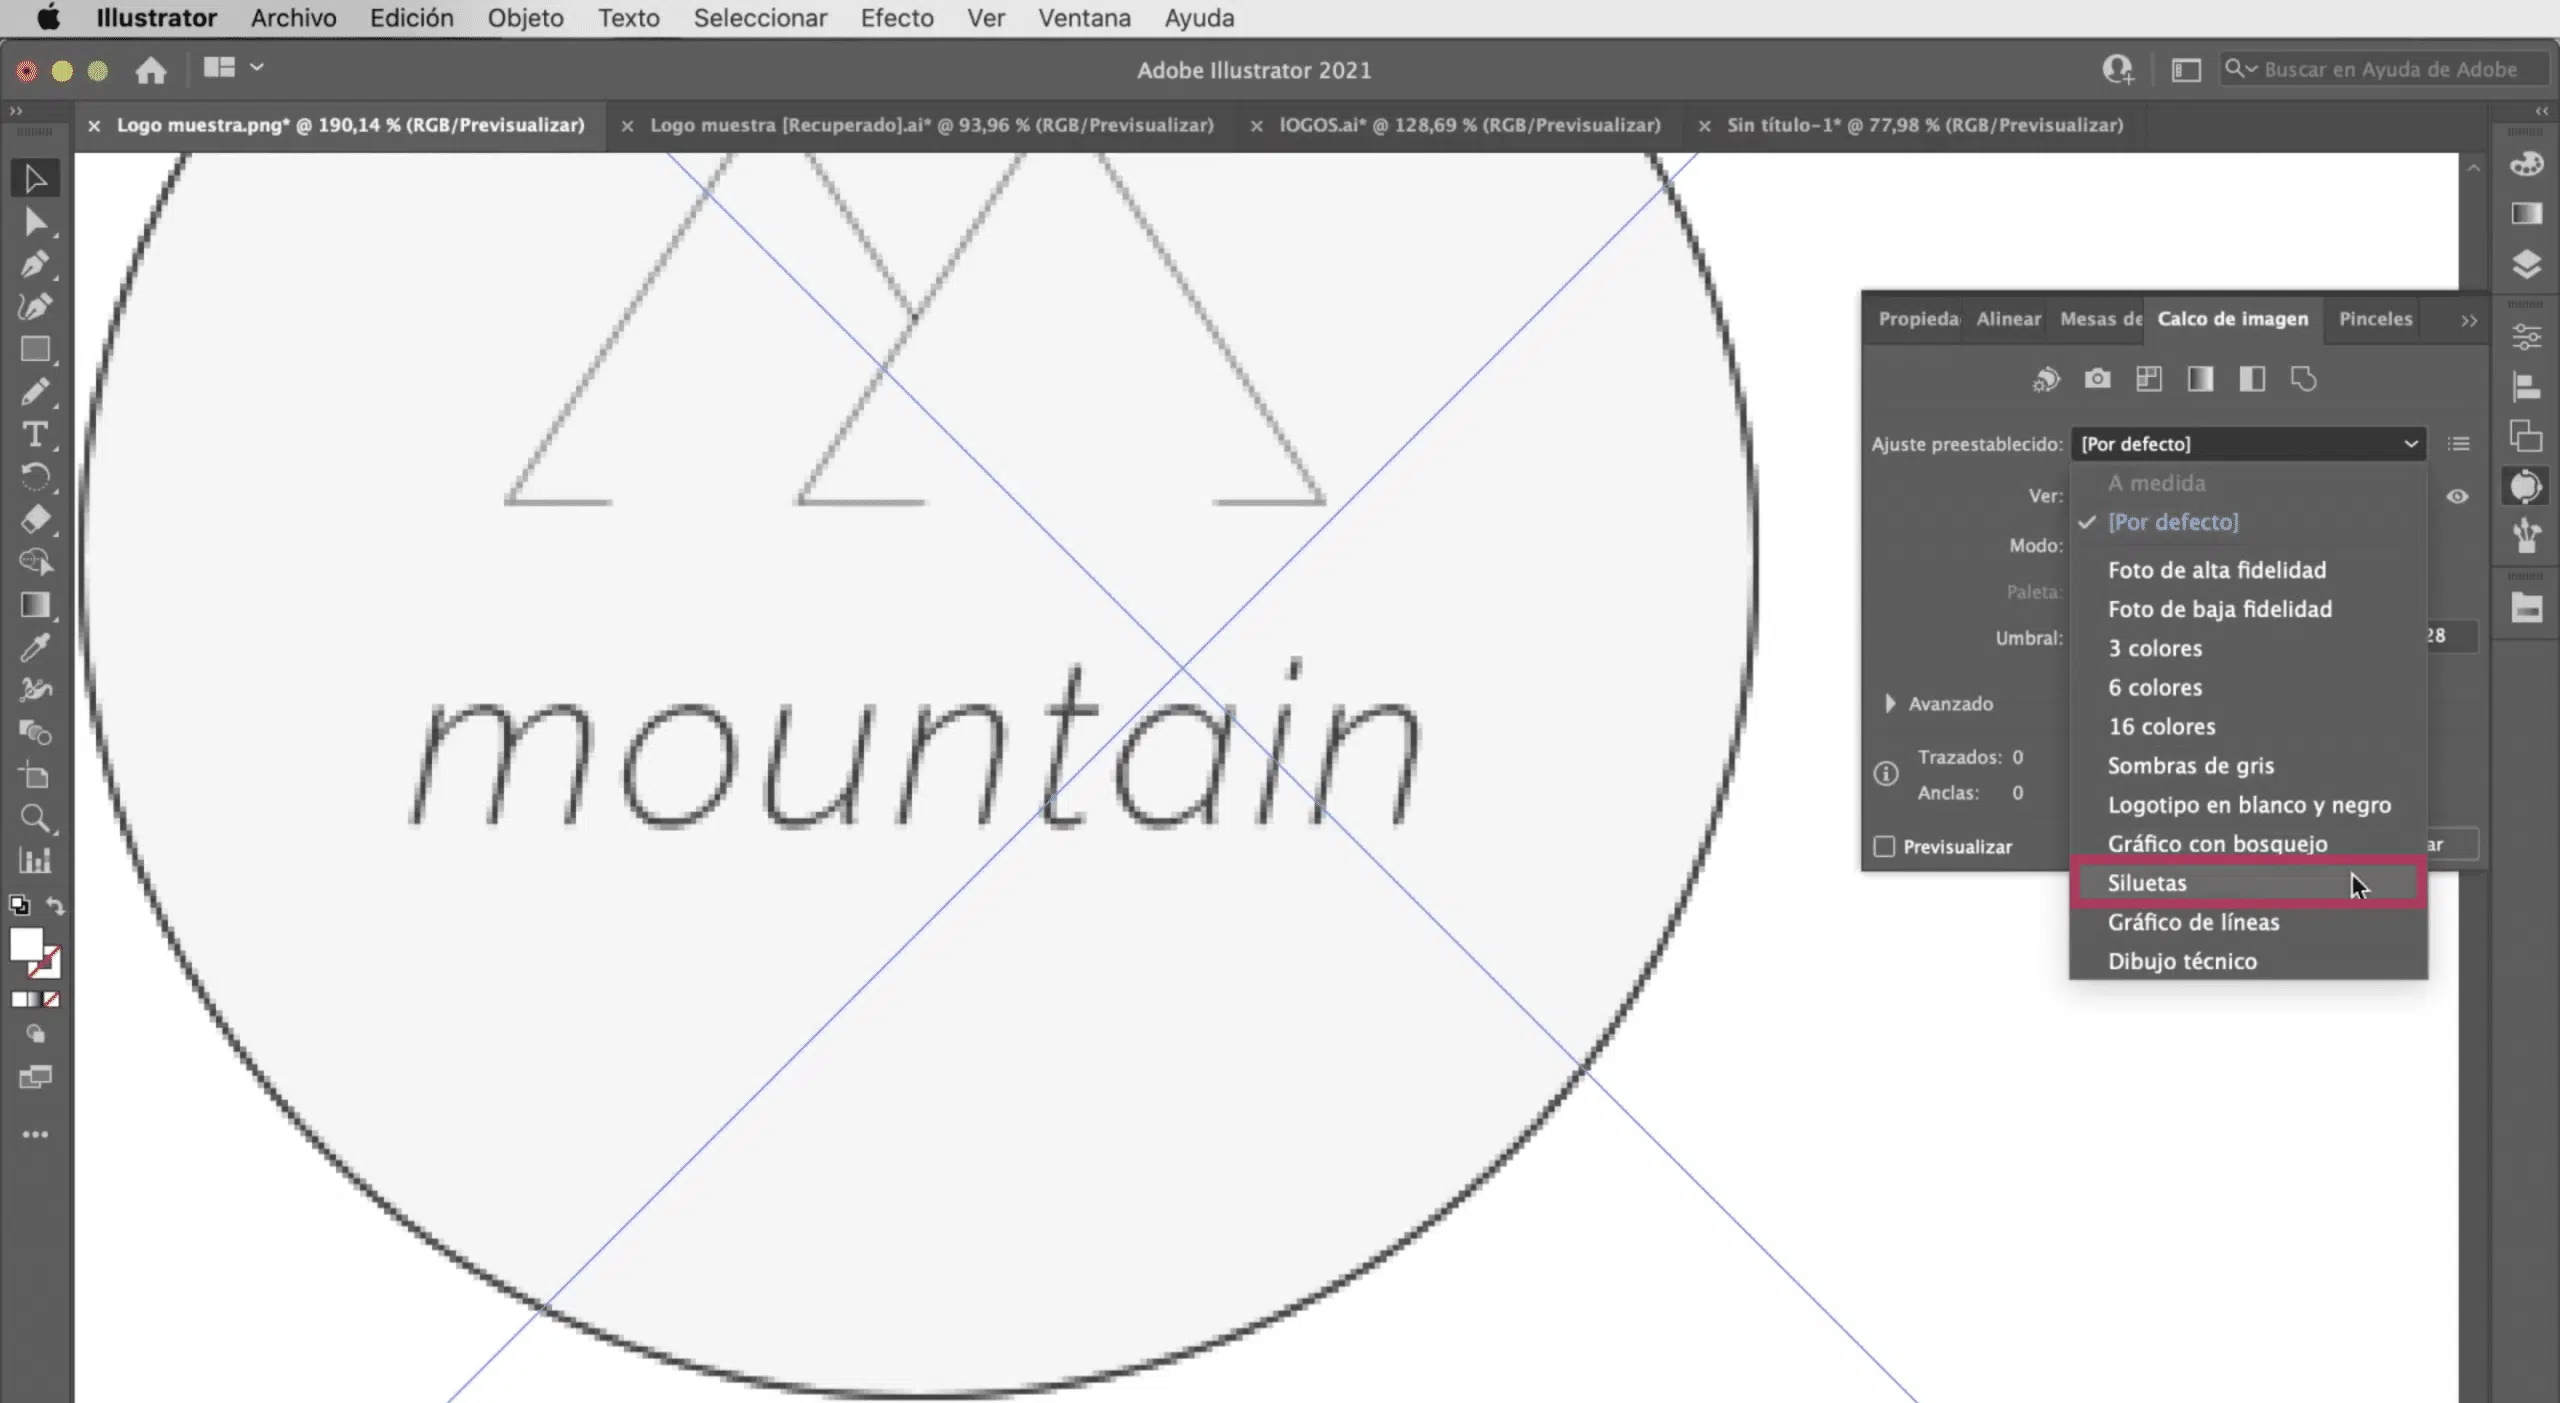 Illustrator Archivo Edición Objeto Texto Seleccionar Efecto Ver Ventana Ayuda
Adobe Illustrator 2021
Buscar en Ayuda de Adobe
Logo muestra.png* @ 190,14 % (RGB/Previsualizar)
Logo muestra [Recuperado].ai* @ 93,96 % (RGB/Previsualizar)
lOGOS.ai* @ 128,69 % (RGB/Previsualizar)
Sin título-1* @ 77,98 % (RGB/Previsualizar)
mountain
Propieda Alinear Mesas de Calco de imagen Pinceles
Ajuste preestablecido: [Por defecto]
A medida
Ver:
[Por defecto]
Modo:
Foto de alta fidelidad
Paleta:
Foto de baja fidelidad
Umbral:
28
3 colores
6 colores
Avanzado
16 colores
Trazados: 0
Sombras de gris
Anclas: 0
Logotipo en blanco y negro
Previsualizar
Gráfico con bosquejo
ar
Siluetas
Gráfico de líneas
Dibujo técnico